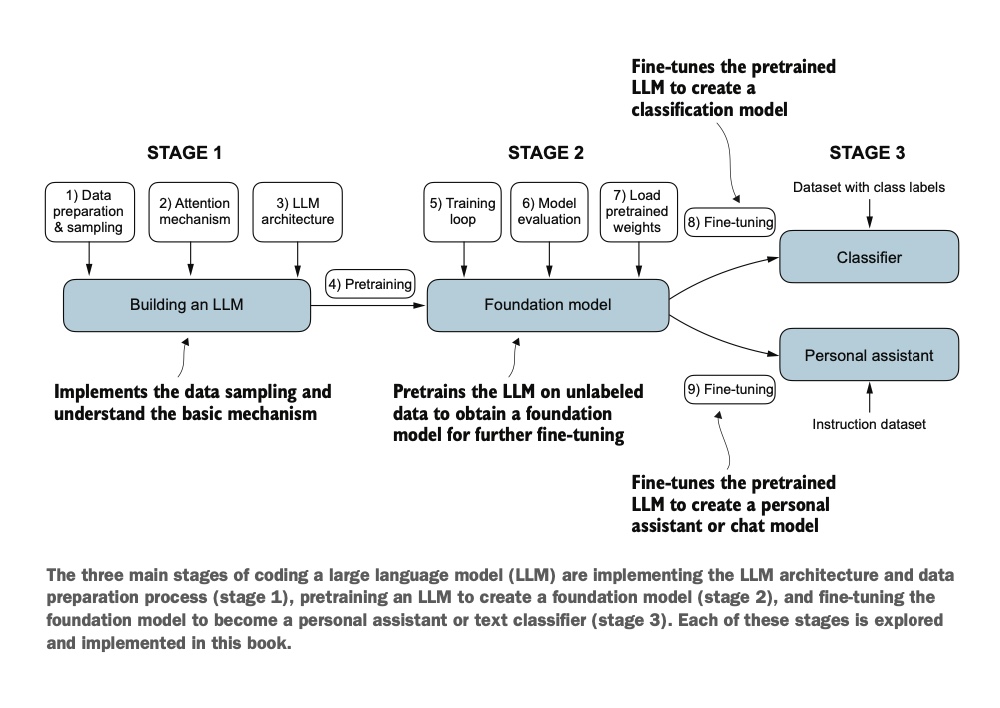 Fine-tunes the pretrained
LLM to create a
classification model
STAGE 1
STAGE 2
STAGE 3
1) Data
preparation
& sampling
2) Attention
mechanism
3) LLM
architecture
5) Training
loop
6) Model
evaluation
7) Load
pretrained
weights
8) Fine-tuning
Dataset with class labels
Classifier
4) Pretraining
Building an LLM
Foundation model
Personal assistant
Implements the data sampling and
understand the basic mechanism
Pretrains the LLM on unlabeled
data to obtain a foundation
model for further fine-tuning
9) Fine-tuning
Instruction dataset
Fine-tunes the pretrained
LLM to create a personal
assistant or chat model
The three main stages of coding a large language model (LLM) are implementing the LLM architecture and data
preparation process (stage 1), pretraining an LLM to create a foundation model (stage 2), and fine-tuning the
foundation model to become a personal assistant or text classifier (stage 3). Each of these stages is explored
and implemented in this book.